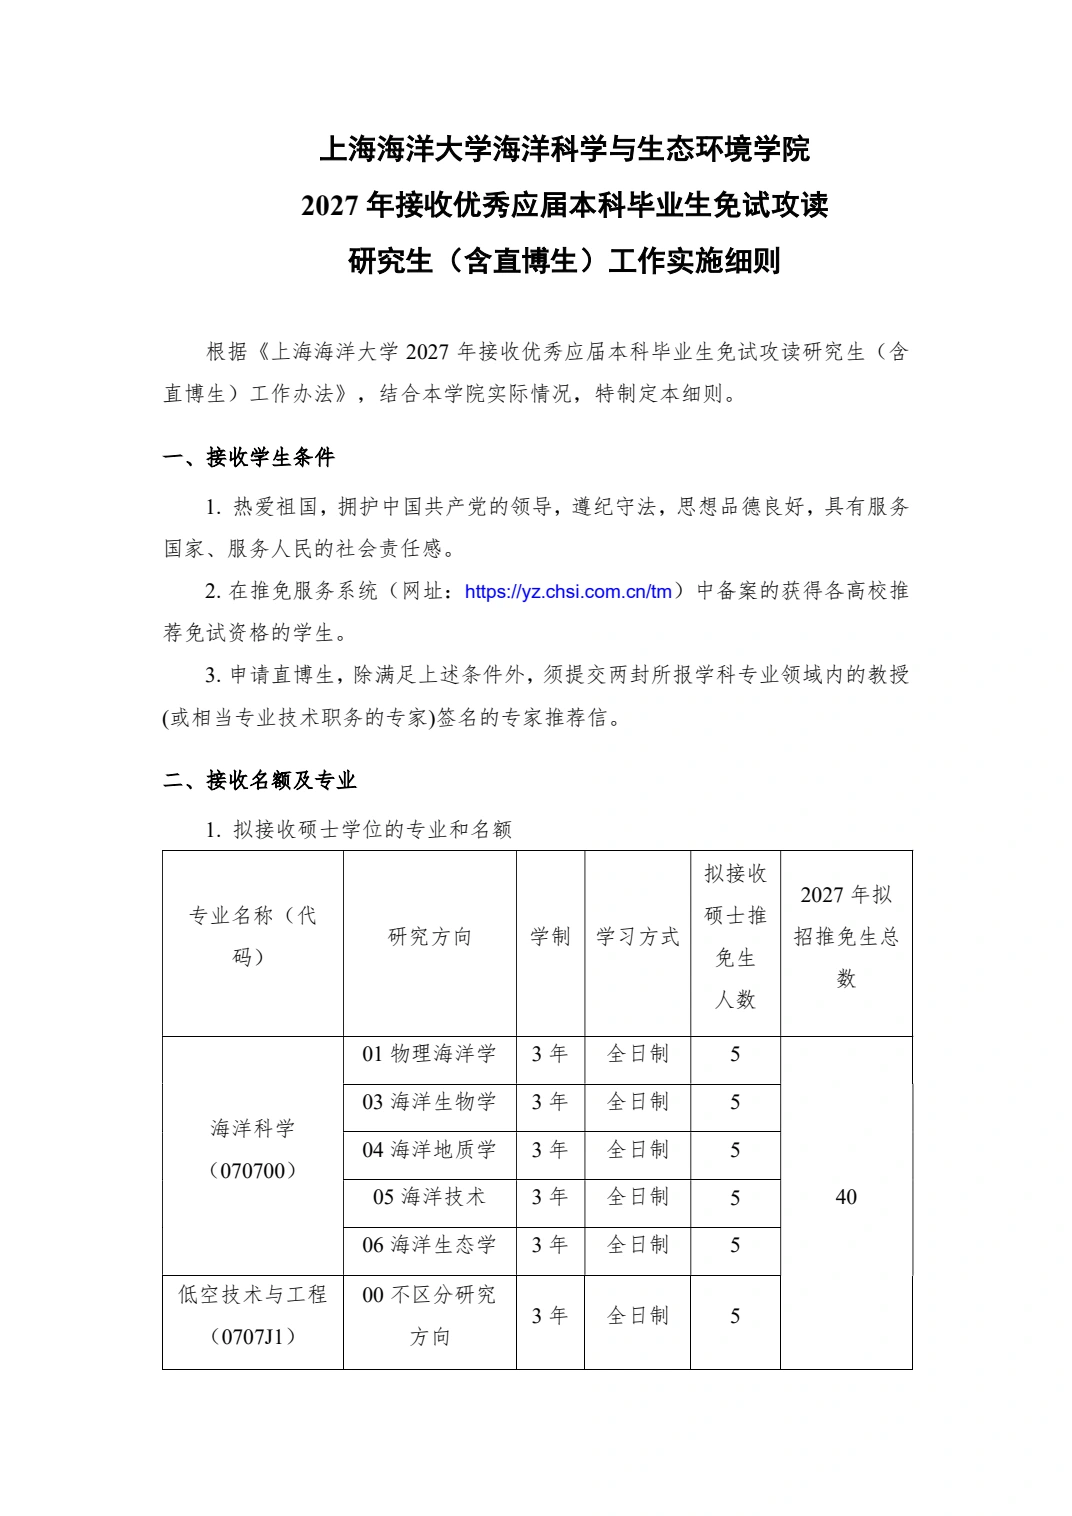 上海海洋大学海洋科学与生态环境学院
2027 年接收优秀应届本科毕业生免试攻读
研究生（含直博生）工作实施细则
根据《上海海洋大学 2027 年接收优秀应届本科毕业生免试攻读研究生（含
直博生）工作办法》，结合本学院实际情况，特制定本细则。
一、接收学生条件
1. 热爱祖国，拥护中国共产党的领导，遵纪守法，思想品德良好，具有服务
国家、服务人民的社会责任感。
2. 在推免服务系统（网址：https://yz.chsi.com.cn/tm）中备案的获得各高校推
荐免试资格的学生。
3. 申请直博生，除满足上述条件外，须提交两封所报学科专业领域内的教授
(或相当专业技术职务的专家)签名的专家推荐信。
二、接收名额及专业
1. 拟接收硕士学位的专业和名额
专业名称（代
码）
研究方向
学制
学习方式
拟接收
硕士推
免生
人数
2027 年拟
招推免生总
数
海洋科学
（070700）
01 物理海洋学 3 年 全日制 5
03 海洋生物学 3 年 全日制 5
04 海洋地质学 3 年 全日制 5
05 海洋技术 3 年 全日制 5
06 海洋生态学 3 年 全日制 5
40
低空技术与工程
（0707J1）
00 不区分研究
方向
3 年 全日制 5